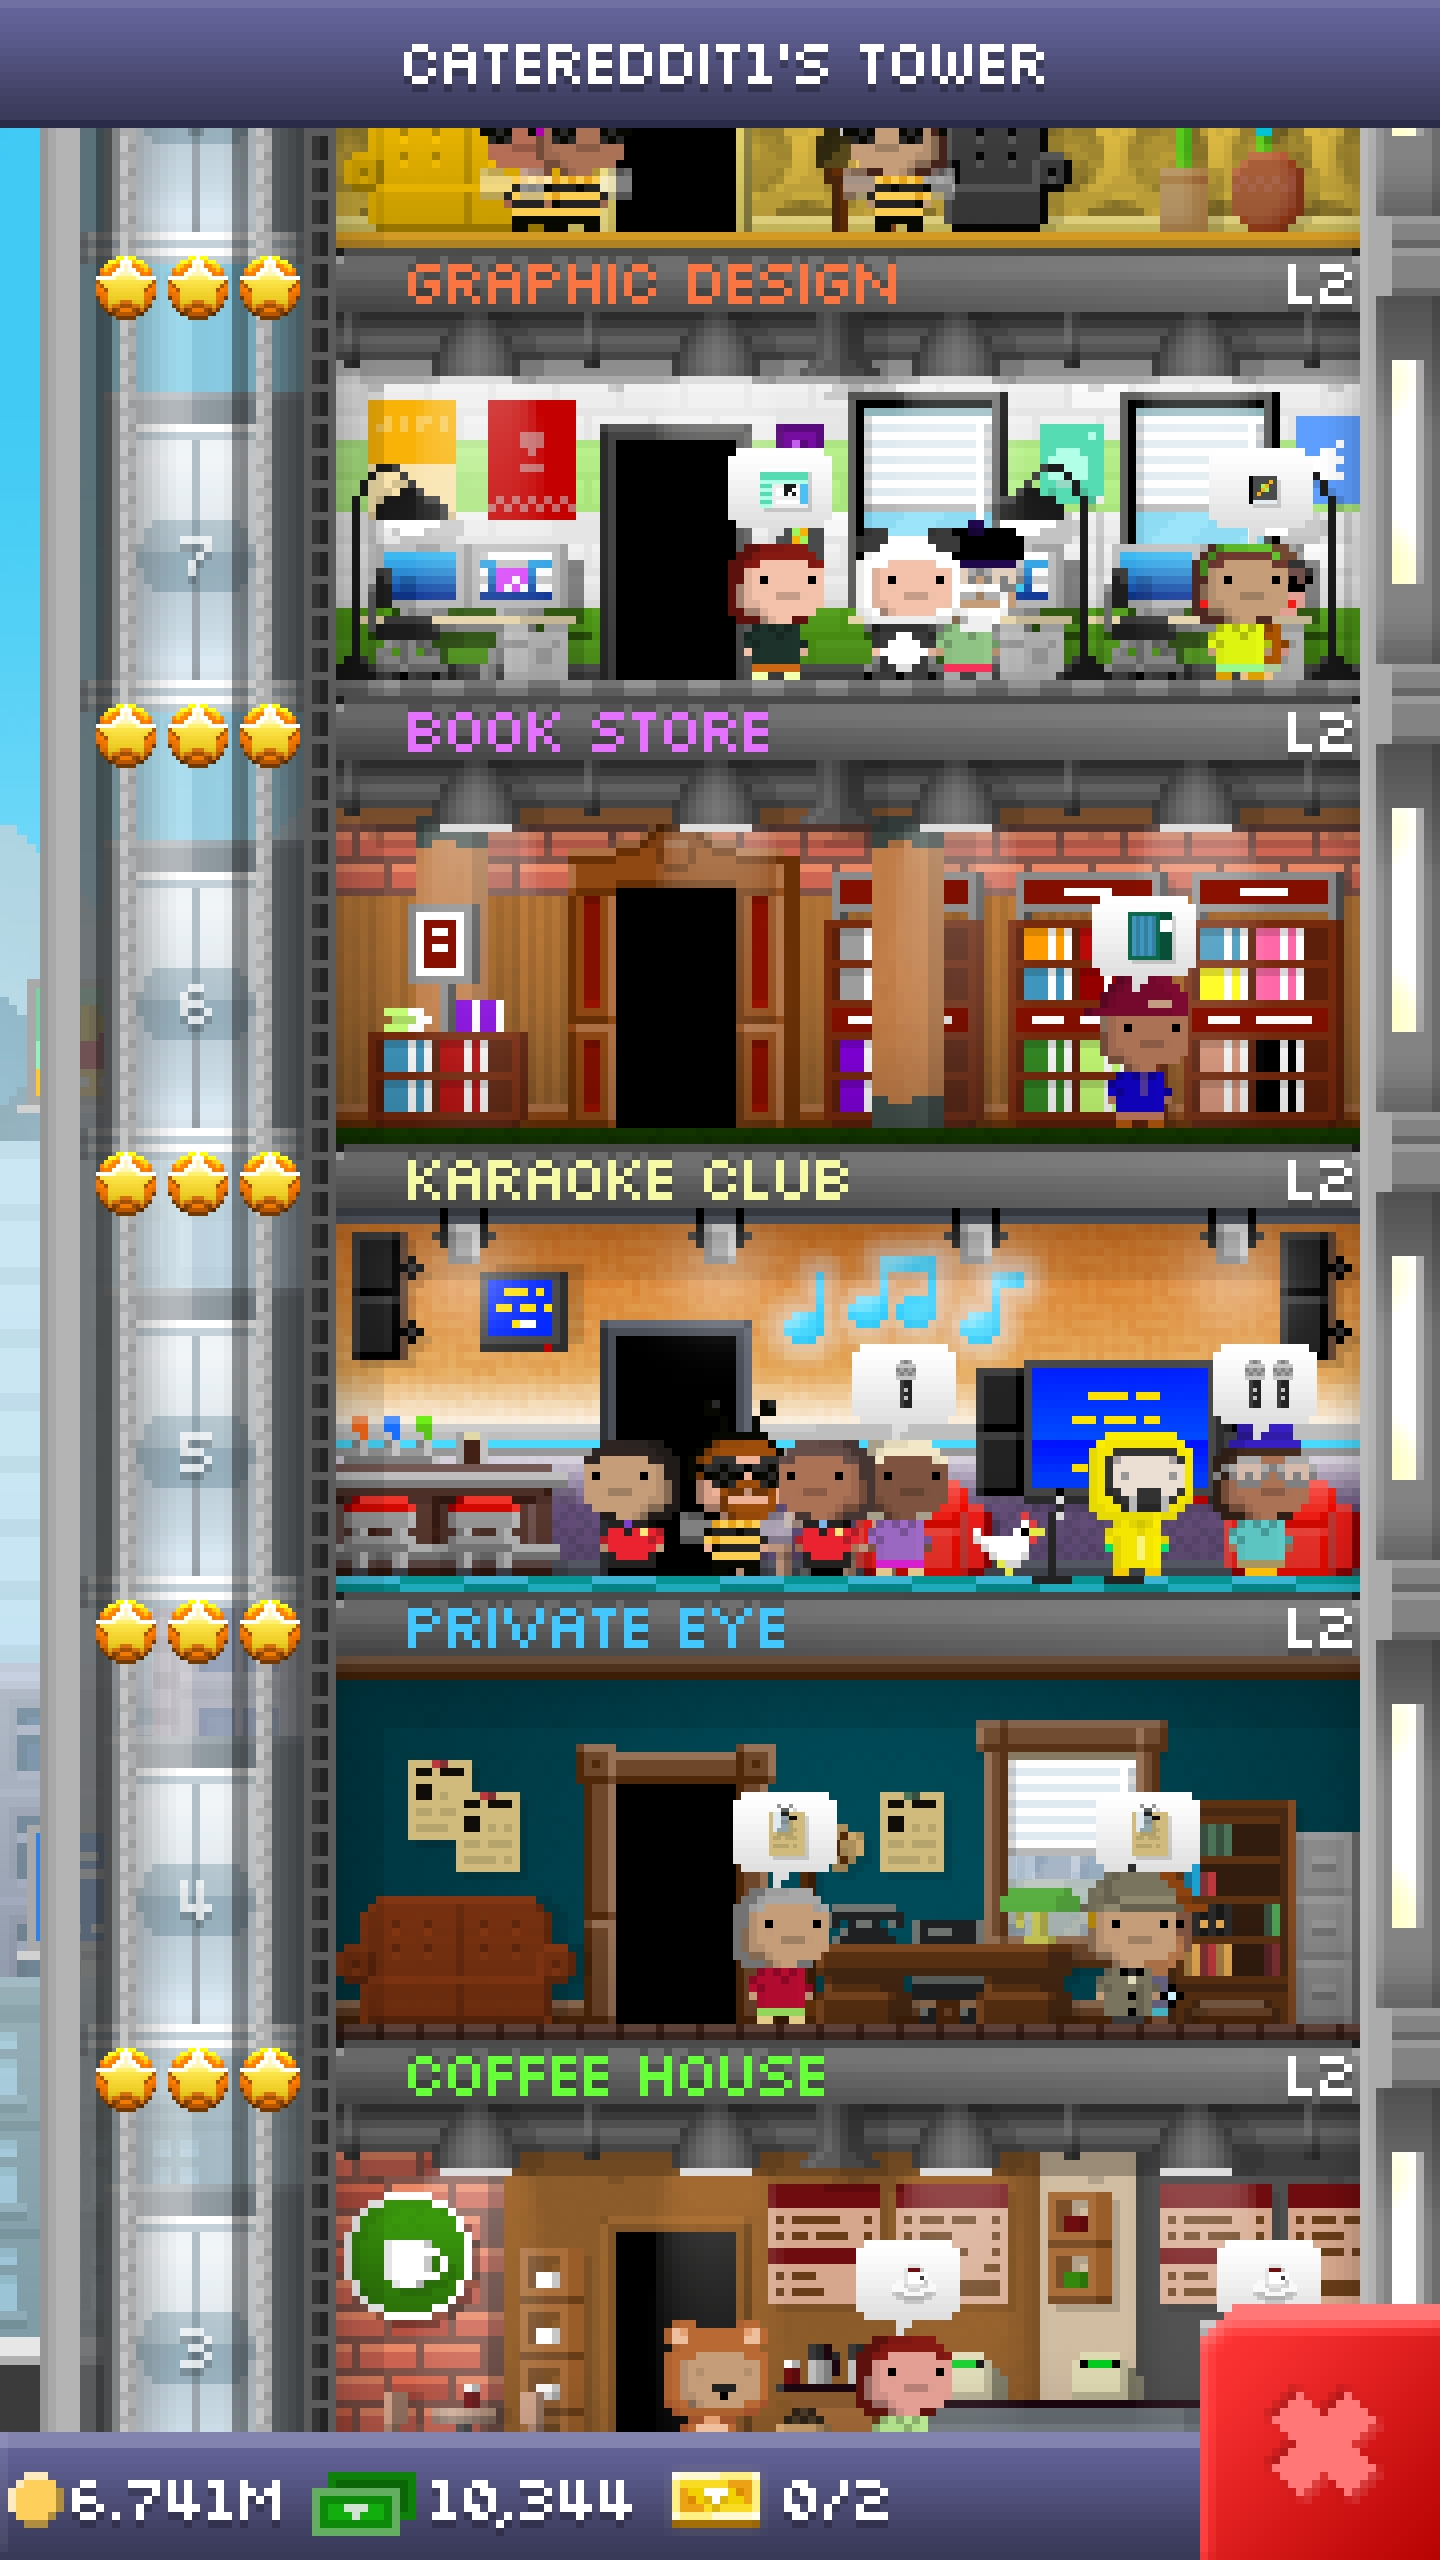 CATEREDDIT1'S TOWER
GRAPHIC DESIGN L2
7
BOOK STORE L2
6
KARAOKE CLUB L2
5
PRIVATE EYE L2
4
COFFEE HOUSE L2
3
6.741M 10,344 0/2